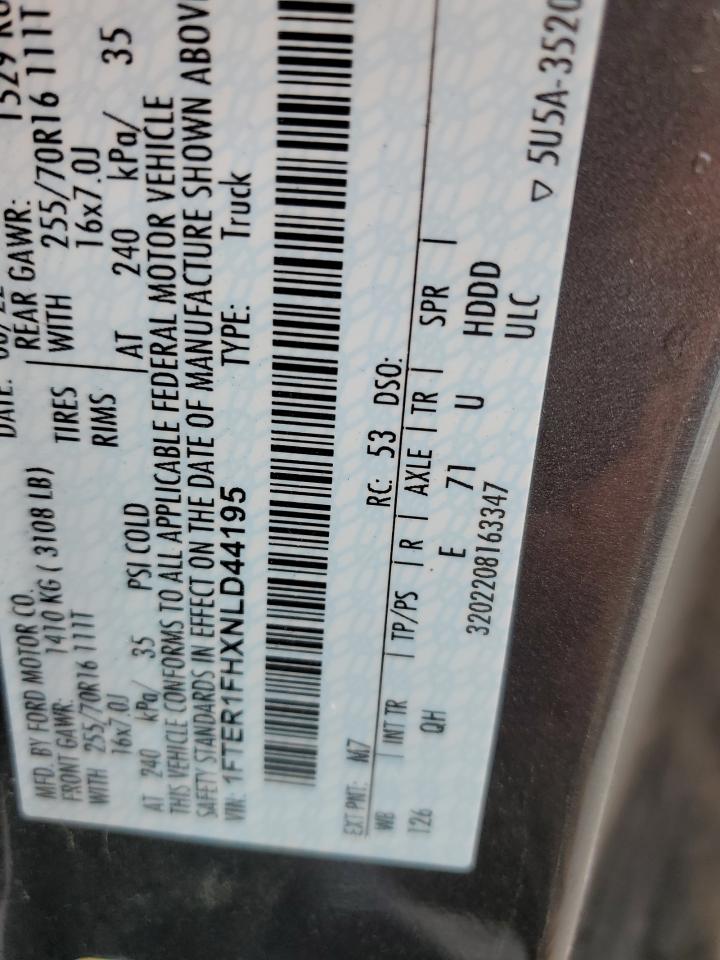 MFD. BY FORD MOTOR CO. DATE:
FRONT GAWR: 1410 KG ( 3108 LB) REAR GAWR:
WITH 255/70R16 111T TIRES WITH 255/70R16 111T
16x7.0J RIMS 16x7.0J
AT 240 kPa/ 35 PSI COLD AT 240 kPa/ 35
THIS VEHICLE CONFORMS TO ALL APPLICABLE FEDERAL MOTOR VEHICLE
SAFETY STANDARDS IN EFFECT ON THE DATE OF MANUFACTURE SHOWN ABOVE
VIN: 1FTER1FHXNLD44195 TYPE: Truck
EXT PNT: M7 RC: 53 DSO:
WB INT TR TP/PS R AXLE TR SPR
126 QH E 71 U HDDD
3202208163347 ULC
▽ 5U5A-3520